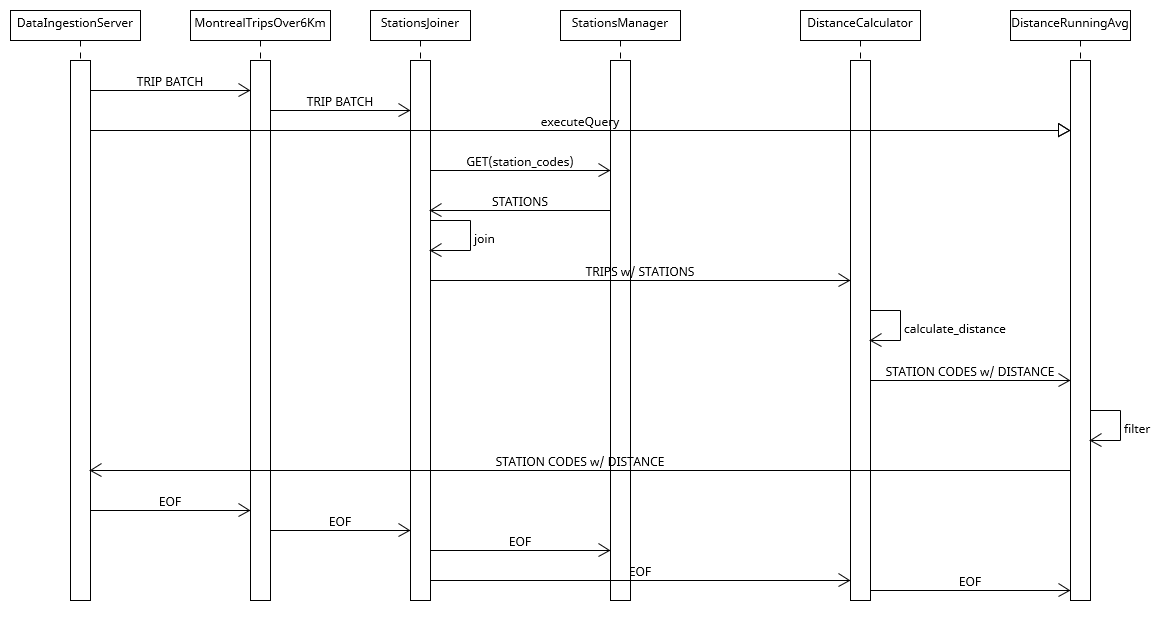 DataIngestionServer
MontrealTripsOver6Km
StationsJoiner
StationsManager
DistanceCalculator
DistanceRunningAvg
TRIP BATCH
TRIP BATCH
executeQuery
GET(station_codes)
STATIONS
join
TRIPS w/ STATIONS
calculate_distance
STATION CODES w/ DISTANCE
filter
STATION CODES w/ DISTANCE
EOF
EOF
EOF
EOF
EOF